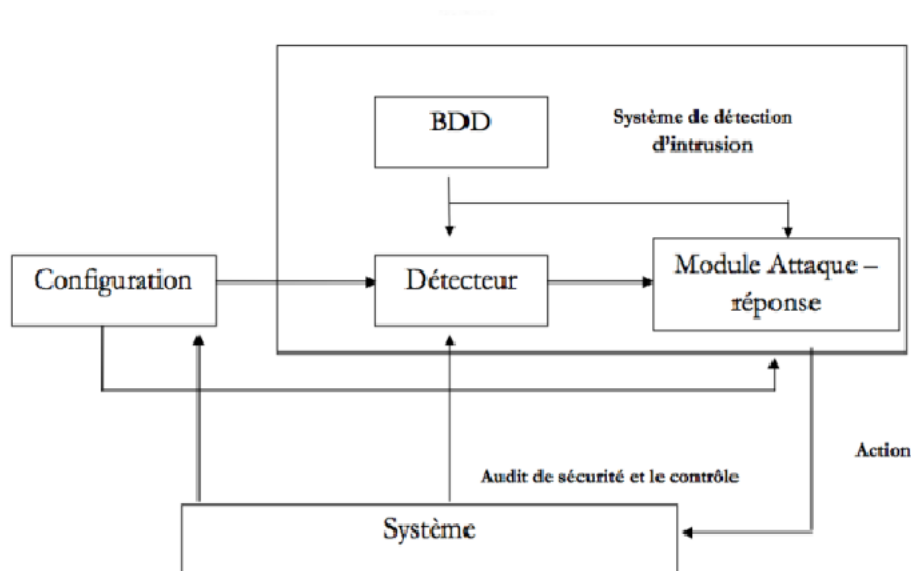 BDD
Système de détection
d'intrusion
Configuration
Détecteur
Module Attaque –
réponse
Action
Audit de sécurité et le contrôle
Système